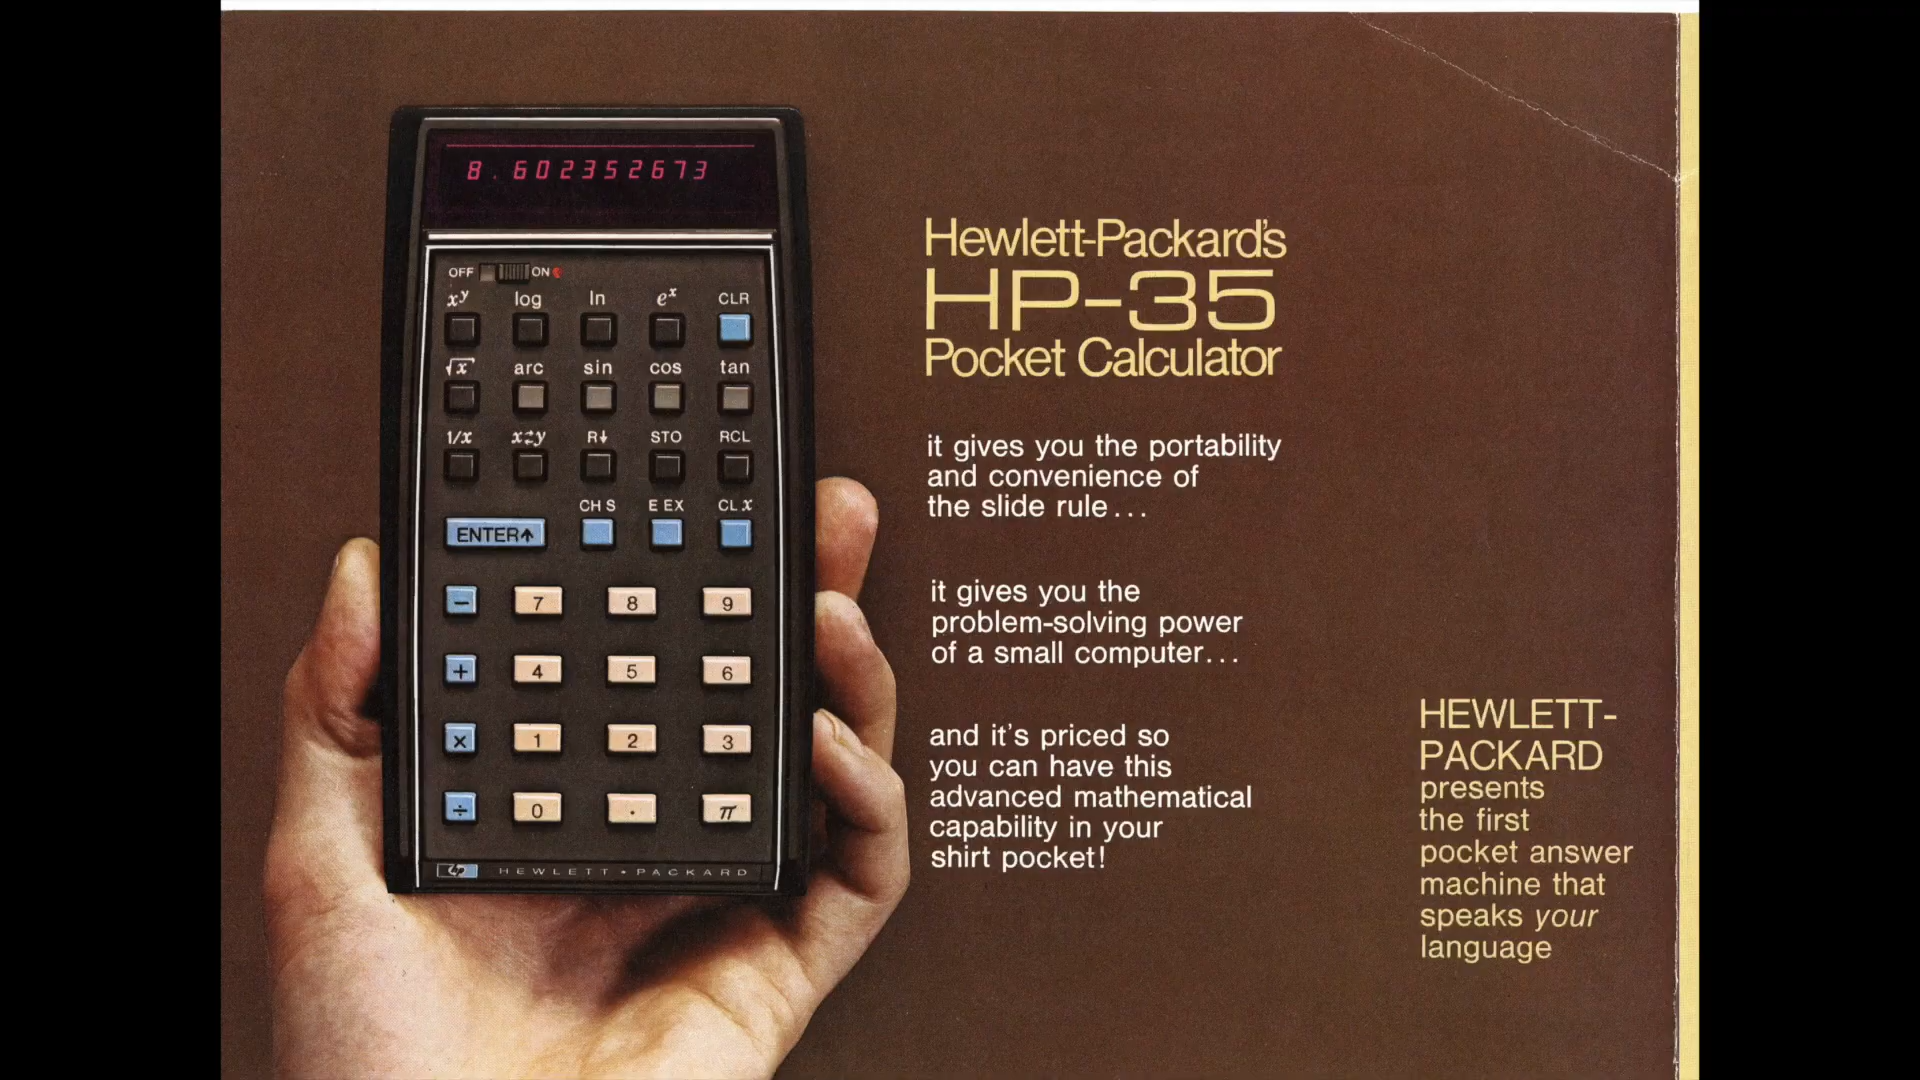 8.602352673
OFF ON
xʸ log ln eˣ CLR
√x arc sin cos tan
1/x x⇄y R↓ STO RCL
CH S E EX CL x
ENTER↑
− 7 8 9
+ 4 5 6
× 1 2 3
÷ 0 . π
hp HEWLETT • PACKARD
Hewlett-Packard's
HP-35
Pocket Calculator
it gives you the portability
and convenience of
the slide rule...
it gives you the
problem-solving power
of a small computer...
and it's priced so
you can have this
advanced mathematical
capability in your
shirt pocket!
HEWLETT-
PACKARD
presents
the first
pocket answer
machine that
speaks your
language